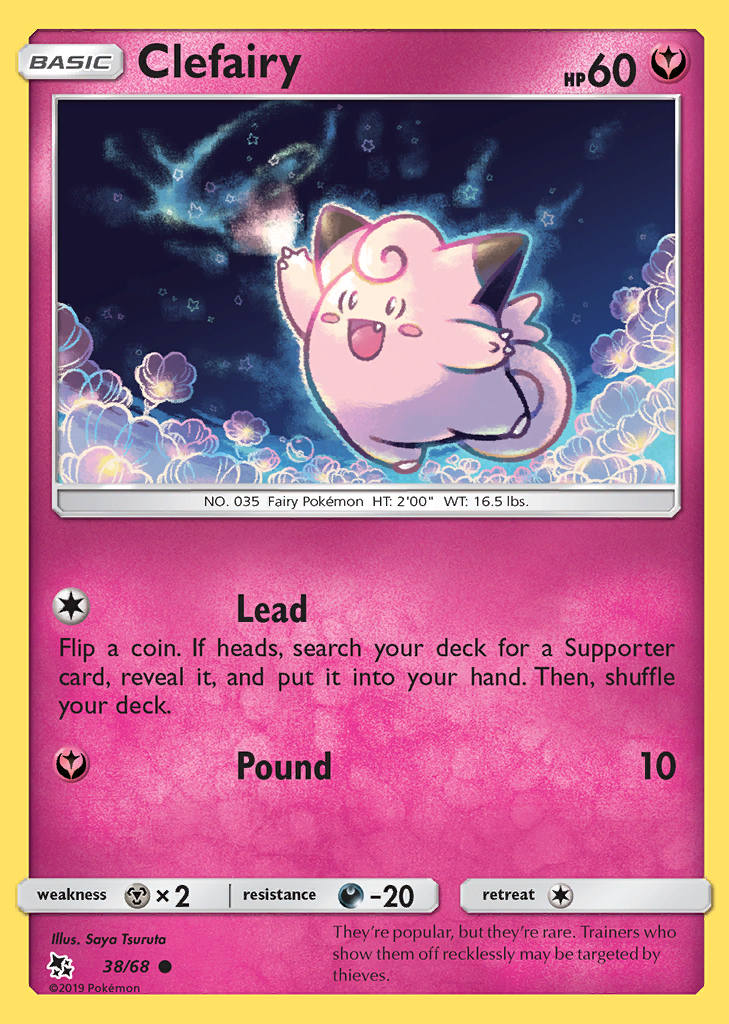 BASIC Clefairy HP60
NO. 035 Fairy Pokémon HT: 2'00" WT: 16.5 lbs.
Lead
Flip a coin. If heads, search your deck for a Supporter
card, reveal it, and put it into your hand. Then, shuffle
your deck.
Pound 10
weakness ×2 resistance -20 retreat
Illus. Saya Tsuruta
38/68
©2019 Pokémon
They're popular, but they're rare. Trainers who
show them off recklessly may be targeted by
thieves.